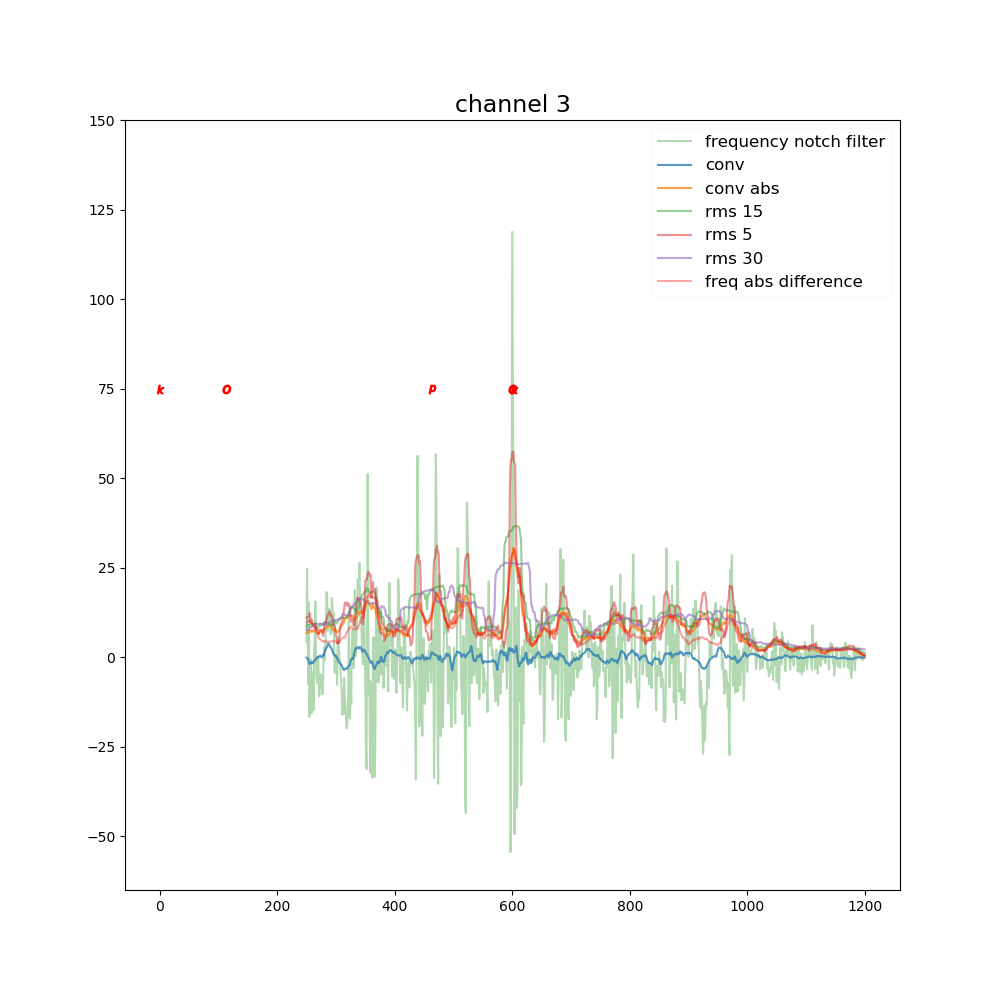 channel 3
150
125
100
75
50
25
0
−25
−50
frequency notch filter
conv
conv abs
rms 15
rms 5
rms 30
freq abs difference
k O p
0 200 400 600 800 1000 1200